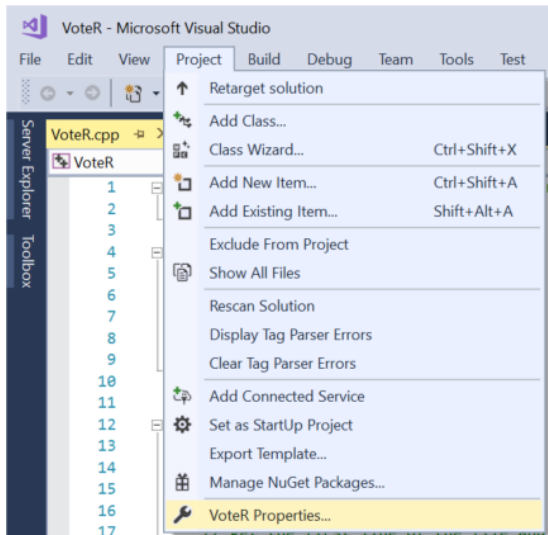 VoteR - Microsoft Visual Studio
File Edit View Project Build Debug Team Tools Test
Retarget solution
Add Class...
Class Wizard... Ctrl+Shift+X
Add New Item... Ctrl+Shift+A
Add Existing Item... Shift+Alt+A
Exclude From Project
Show All Files
Rescan Solution
Display Tag Parser Errors
Clear Tag Parser Errors
Add Connected Service
Set as StartUp Project
Export Template...
Manage NuGet Packages...
VoteR Properties...
Server Explorer
Toolbox
VoteR.cpp
VoteR
1
2
3
4
5
6
7
8
9
10
11
12
13
14
15
16
17